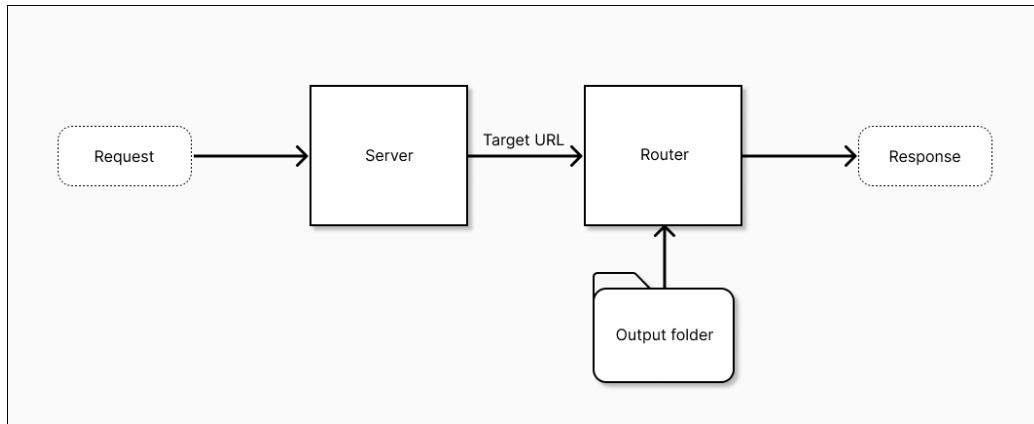 Request
Server
Target URL
Router
Response
Output folder